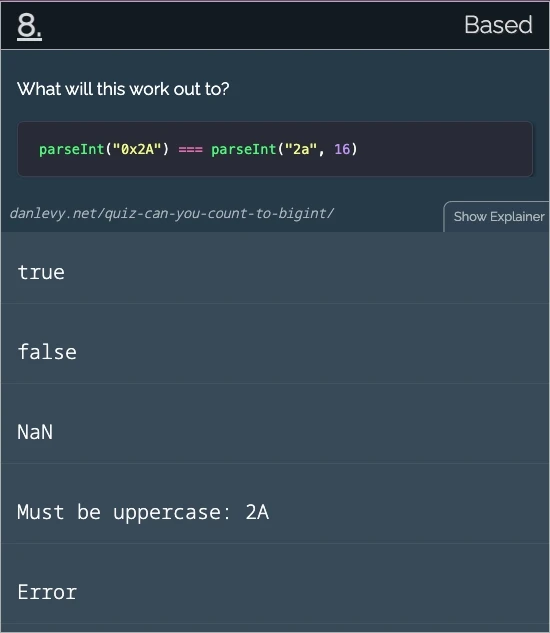 8.
Based
What will this work out to?
parseInt("0x2A") === parseInt("2a", 16)
danlevy.net/quiz-can-you-count-to-bigint/
Show Explainer
true
false
NaN
Must be uppercase: 2A
Error